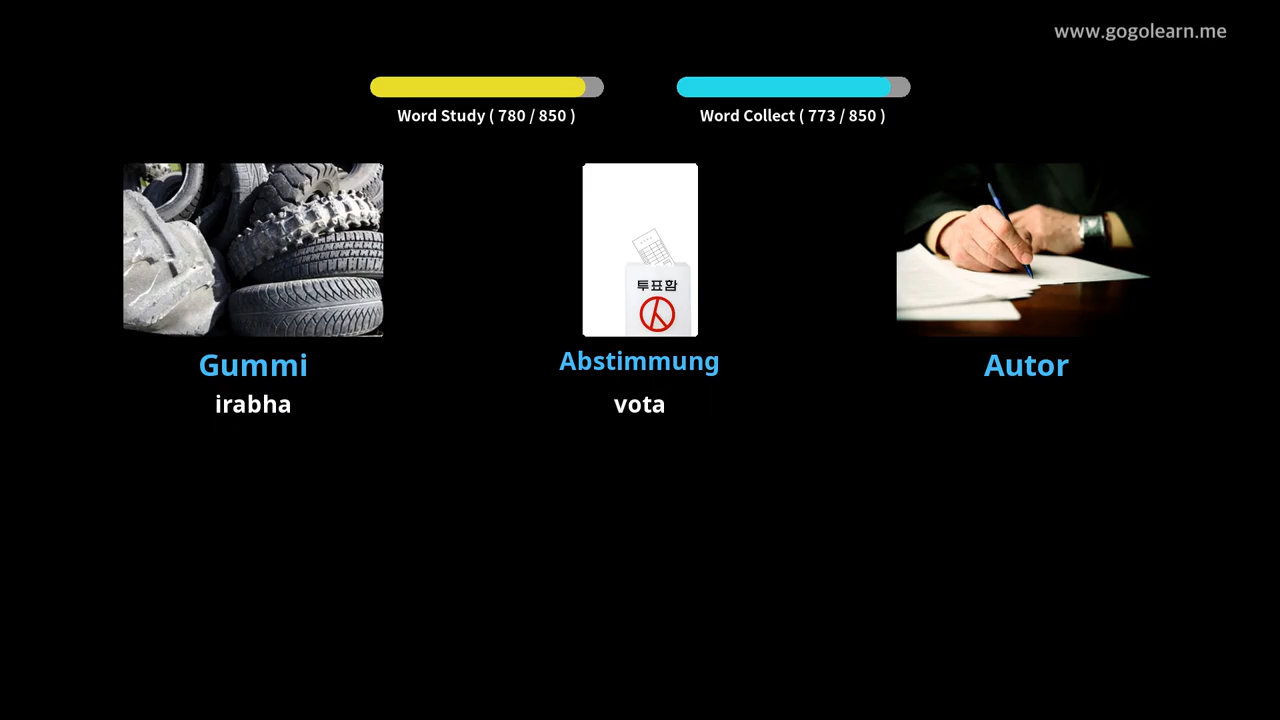 www.gogolearn.me
Word Study ( 780 / 850 )
Word Collect ( 773 / 850 )
투표함
Gummi
Abstimmung
Autor
irabha
vota